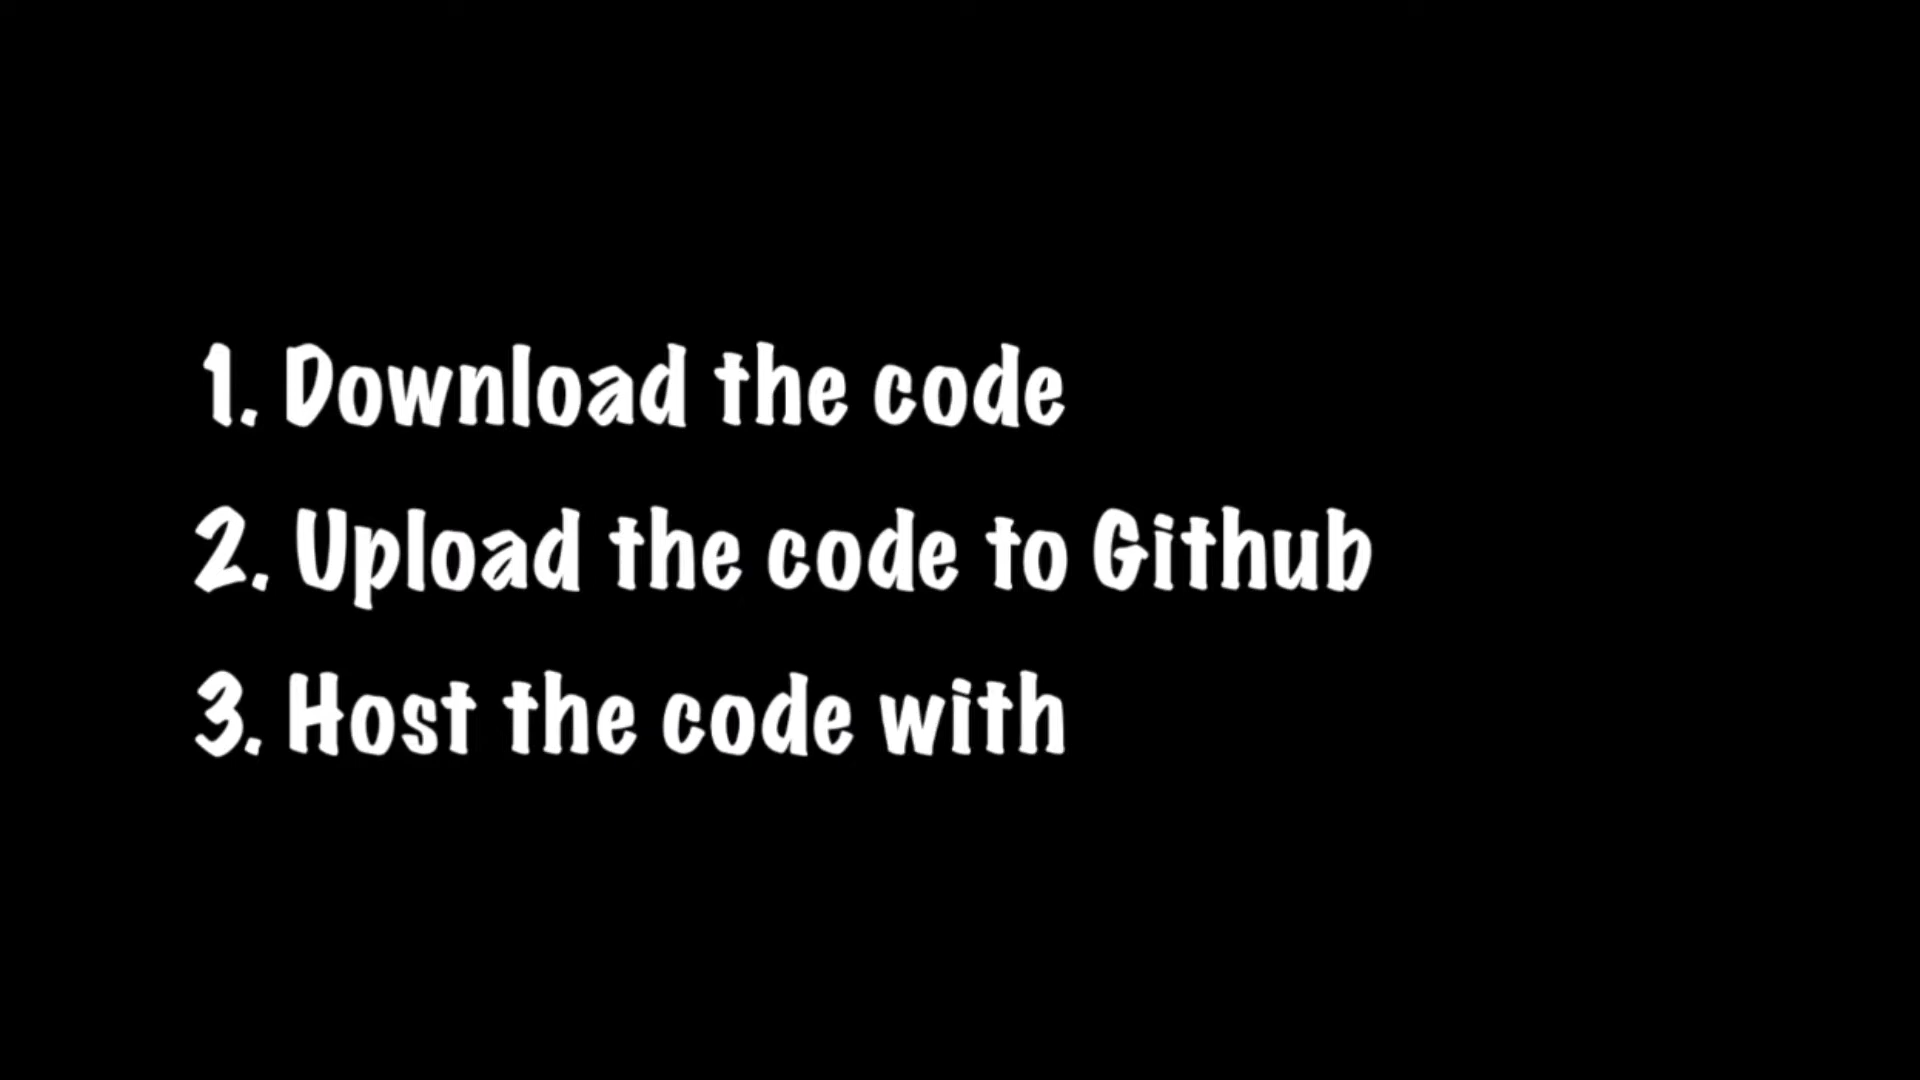 1. Download the code
2. Upload the code to Github
3. Host the code with